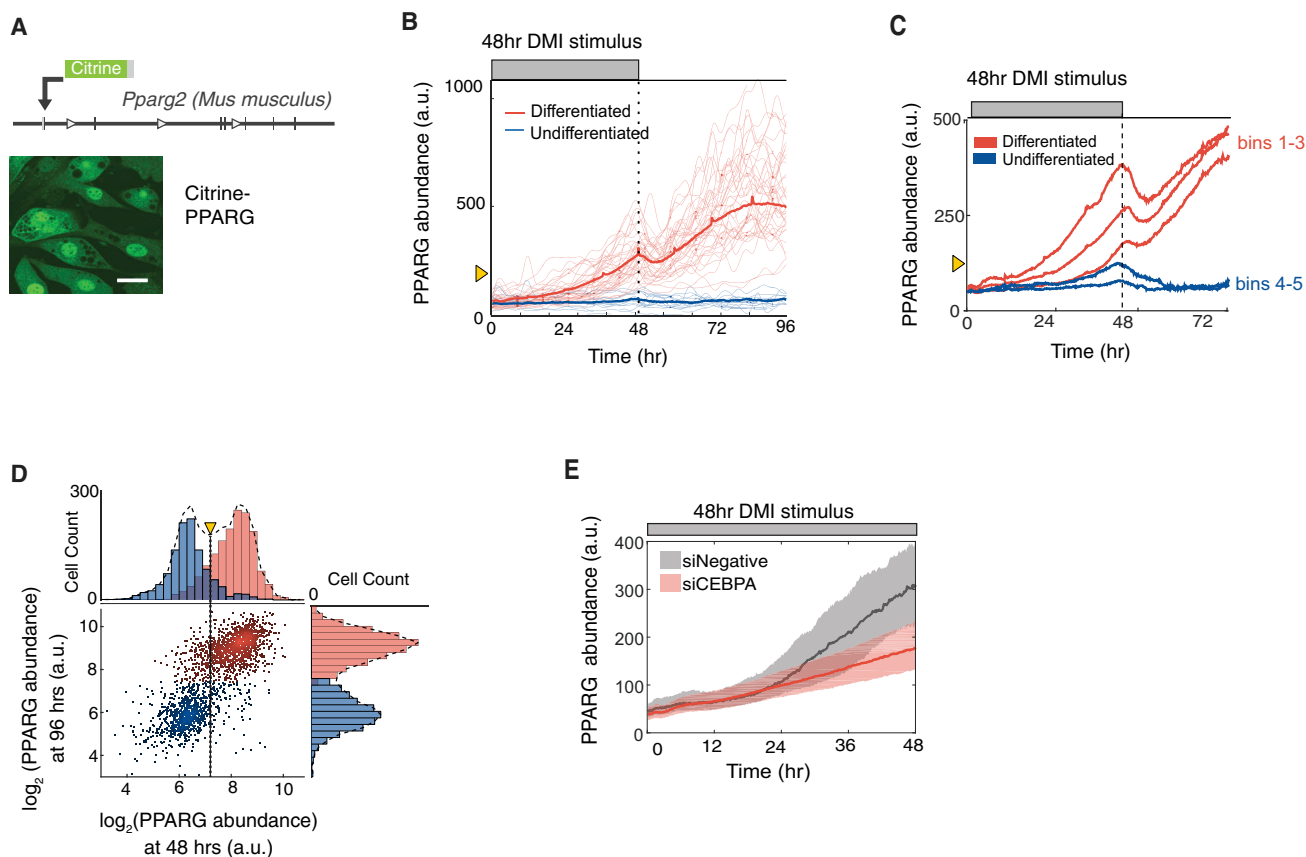 A
Citrine
Pparg2 (Mus musculus)
Citrine-
PPARG
B
48hr DMI stimulus
PPARG abundance (a.u.)
1000
500
0
Differentiated
Undifferentiated
0 24 48 72 96
Time (hr)
C
48hr DMI stimulus
PPARG abundance (a.u.)
500
250
0
Differentiated
Undifferentiated
bins 1-3
bins 4-5
0 24 48 72
Time (hr)
D
Cell Count
300
0
Cell Count
0
log2 (PPARG abundance)
at 96 hrs (a.u.)
10
8
6
4
4 6 8 10
log2(PPARG abundance)
at 48 hrs (a.u.)
E
48hr DMI stimulus
PPARG abundance (a.u.)
400
300
200
100
0
siNegative
siCEBPA
0 12 24 36 48
Time (hr)